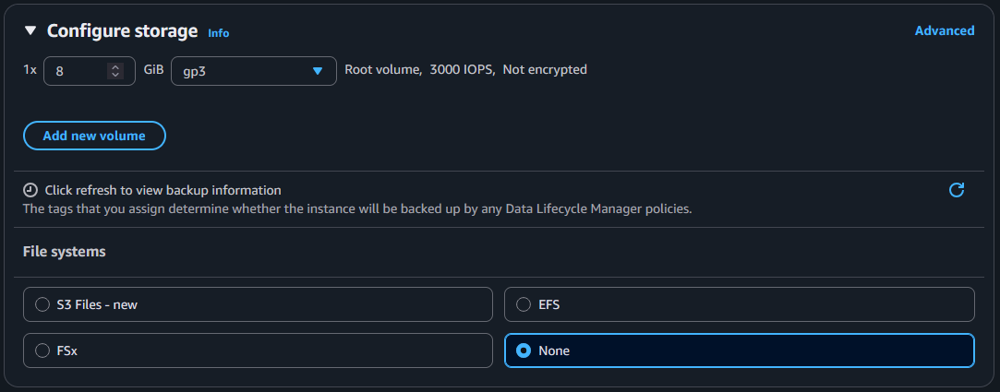 Configure storage Info Advanced
1x 8 GiB gp3 Root volume, 3000 IOPS, Not encrypted
Add new volume
Click refresh to view backup information
The tags that you assign determine whether the instance will be backed up by any Data Lifecycle Manager policies.
File systems
S3 Files - new EFS
FSx None